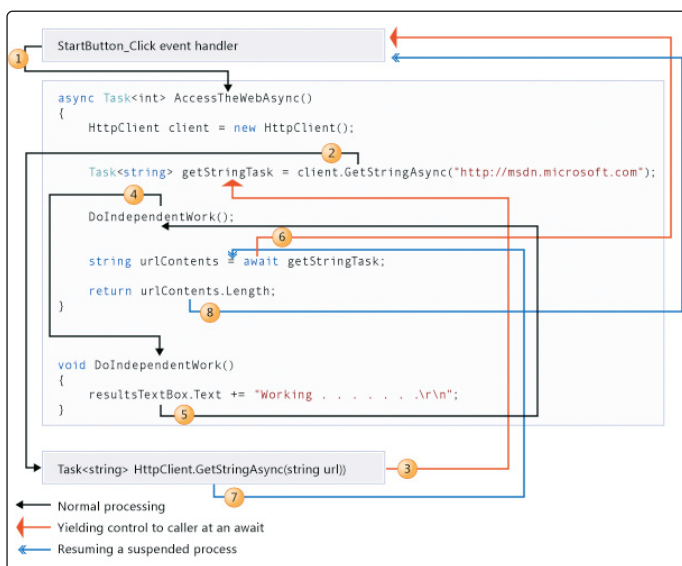 StartButton_Click event handler
1
async Task<int> AccessTheWebAsync()
{
HttpClient client = new HttpClient();
2
Task<string> getStringTask = client.GetStringAsync("http://msdn.microsoft.com");
4
DoIndependentWork();
6
string urlContents = await getStringTask;
return urlContents.Length;
8
}
void DoIndependentWork()
{
resultsTextBox.Text += "Working . . . . . . .\r\n";
5
}
Task<string> HttpClient.GetStringAsync(string url))
3
7
Normal processing
Yielding control to caller at an await
Resuming a suspended process